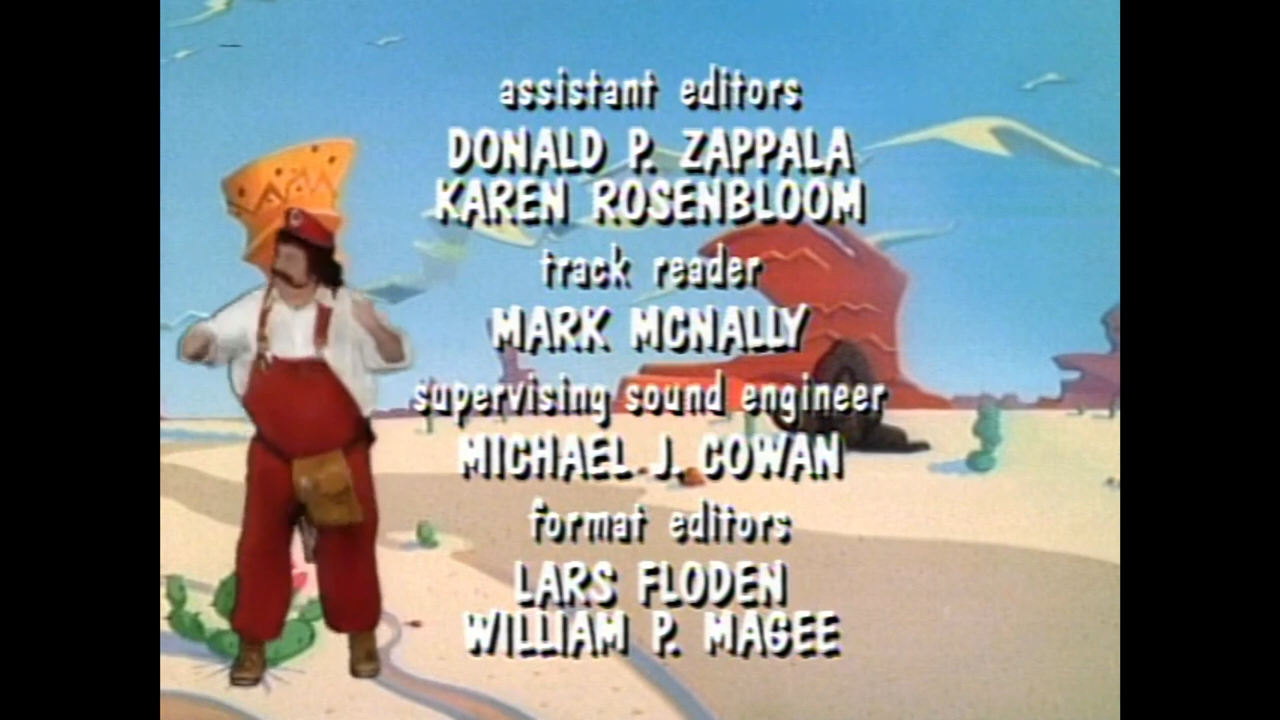 assistant editors
DONALD P. ZAPPALA
KAREN ROSENBLOOM
track reader
MARK MCNALLY
supervising sound engineer
MICHAEL J. COWAN
format editors
LARS FLODEN
WILLIAM P. MAGEE